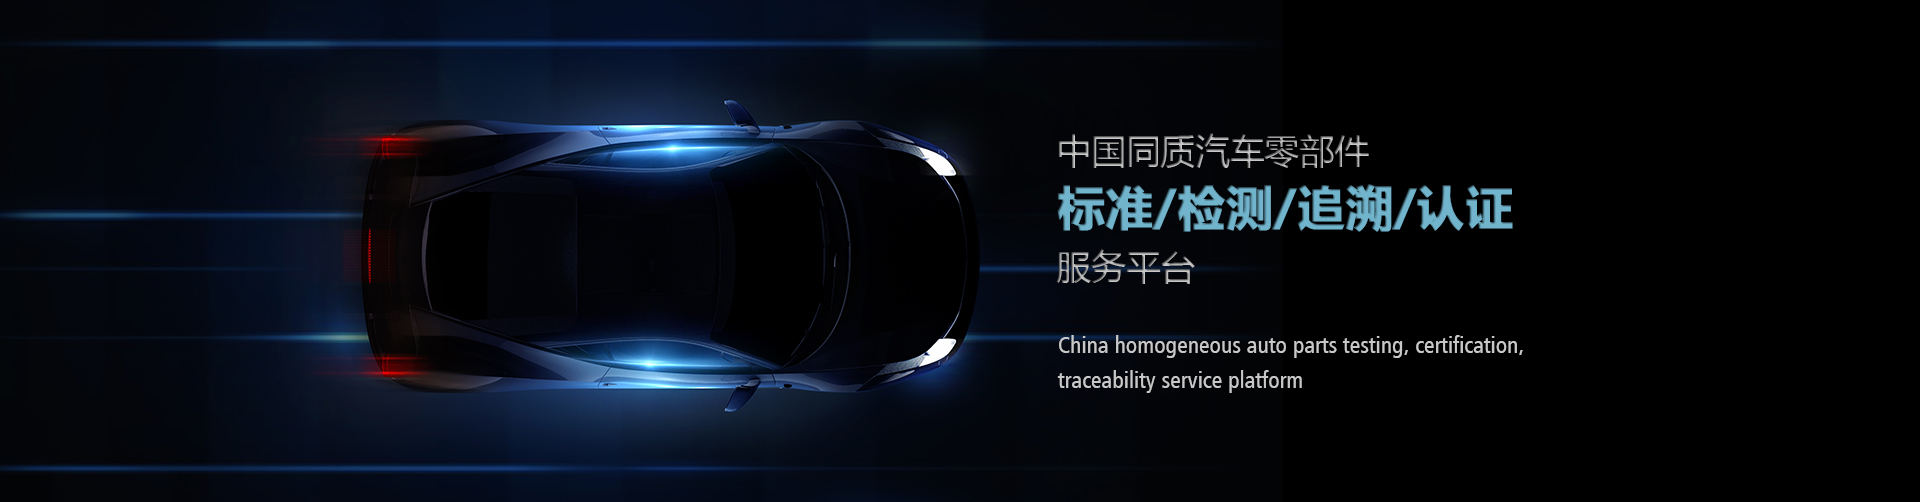 中国同质汽车零部件
标准/检测/追溯/认证
服务平台
China homogeneous auto parts testing, certification,
traceability service platform